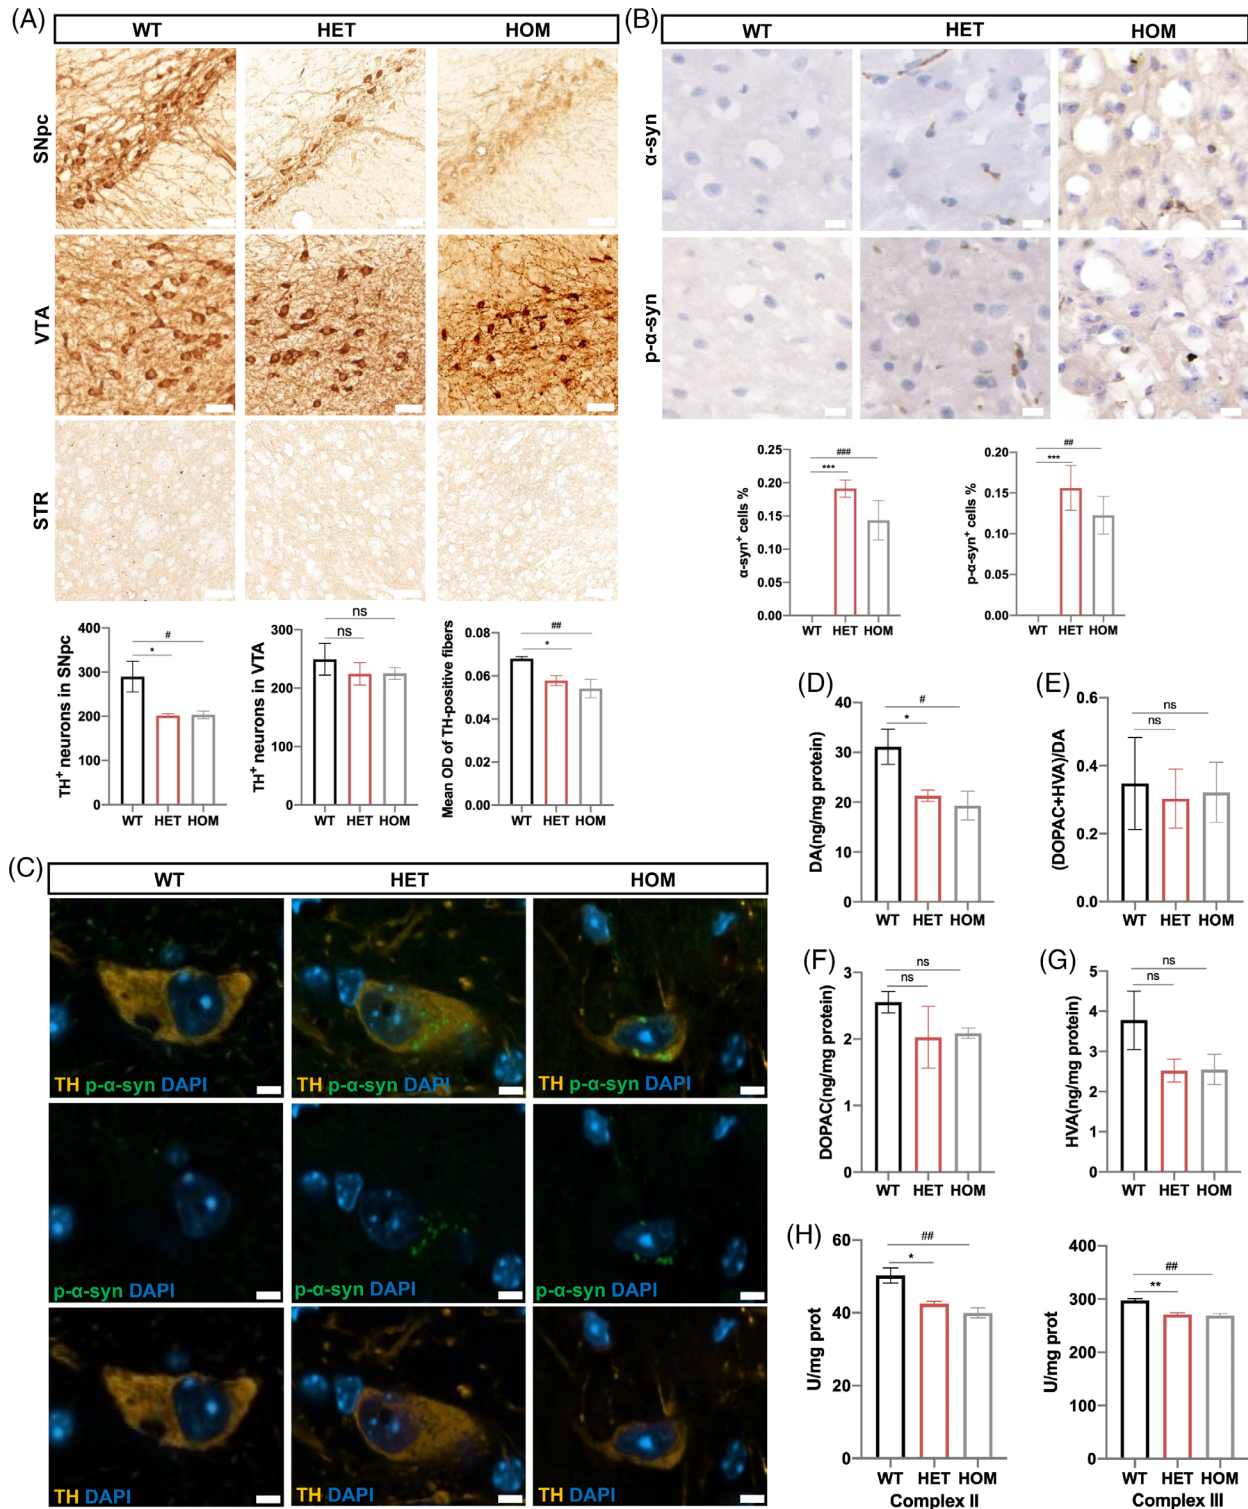 (A)
WT HET HOM
SNpc
VTA
STR
400
300
200
100
0
TH+ neurons in SNpc
#
*
WT HET HOM
300
200
100
0
TH+ neurons in VTA
ns
ns
WT HET HOM
0.08
0.06
0.04
0.02
0.00
Mean OD of TH-positive fibers
##
*
WT HET HOM
(B)
WT HET HOM
α-syn
p-α-syn
0.25
0.20
0.15
0.10
0.05
0.00
α-syn+ cells %
###
***
WT HET HOM
0.20
0.15
0.10
0.05
0.00
p-α-syn+ cells %
##
***
WT HET HOM
(C)
WT HET HOM
TH p-α-syn DAPI
TH p-α-syn DAPI
TH p-α-syn DAPI
p-α-syn DAPI
p-α-syn DAPI
p-α-syn DAPI
TH DAPI
TH DAPI
TH DAPI
(D)
40
30
20
10
0
DA(ng/mg protein)
#
*
WT HET HOM
(E)
0.6
0.4
0.2
0.0
(DOPAC+HVA)/DA
ns
ns
WT HET HOM
(F)
3
2
1
0
DOPAC(ng/mg protein)
ns
ns
WT HET HOM
(G)
5
4
3
2
1
0
HVA(ng/mg protein)
ns
ns
WT HET HOM
(H)
60
40
20
0
U/mg prot
##
*
WT HET HOM
Complex II
400
300
200
100
0
U/mg prot
##
**
WT HET HOM
Complex III